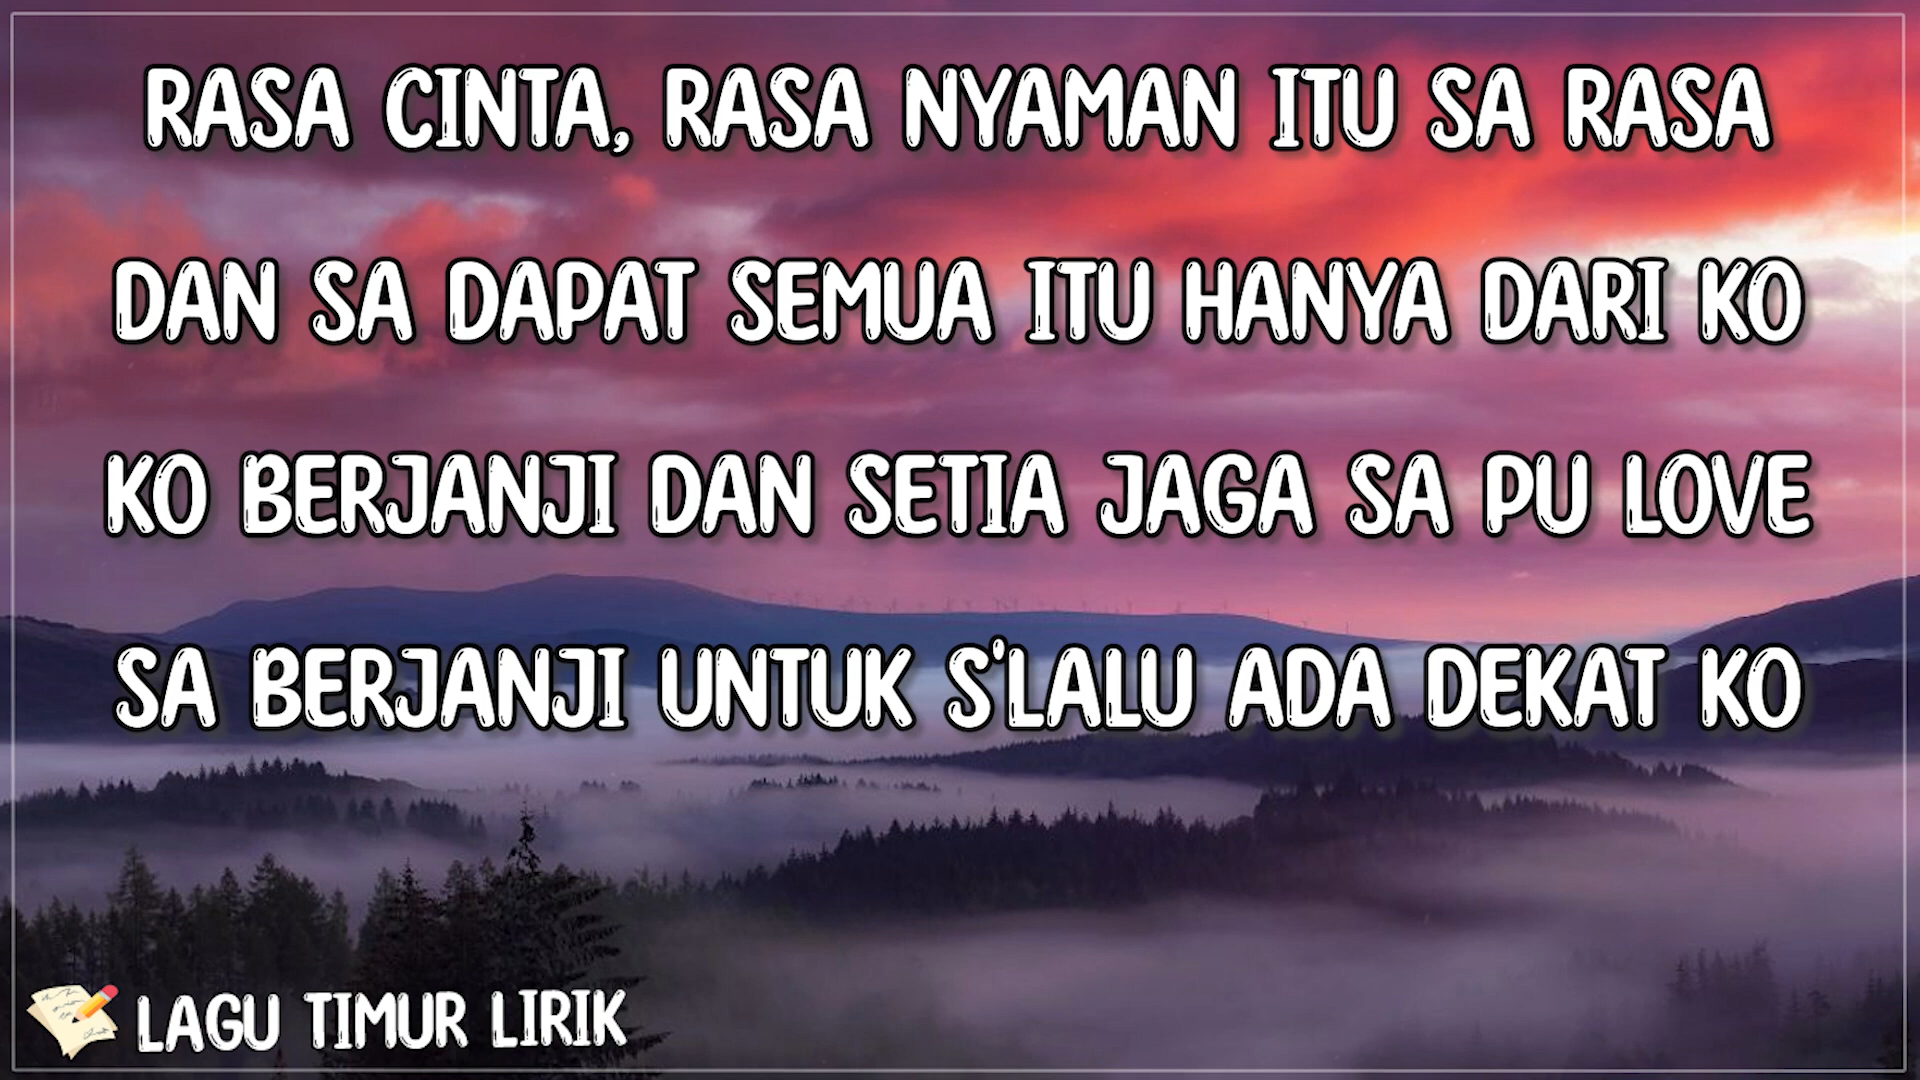 RASA CINTA, RASA NYAMAN ITU SA RASA
DAN SA DAPAT SEMUA ITU HANYA DARI KO
KO BERJANJI DAN SETIA JAGA SA PU LOVE
SA BERJANJI UNTUK S'LALU ADA DEKAT KO
LAGU TIMUR LIRIK